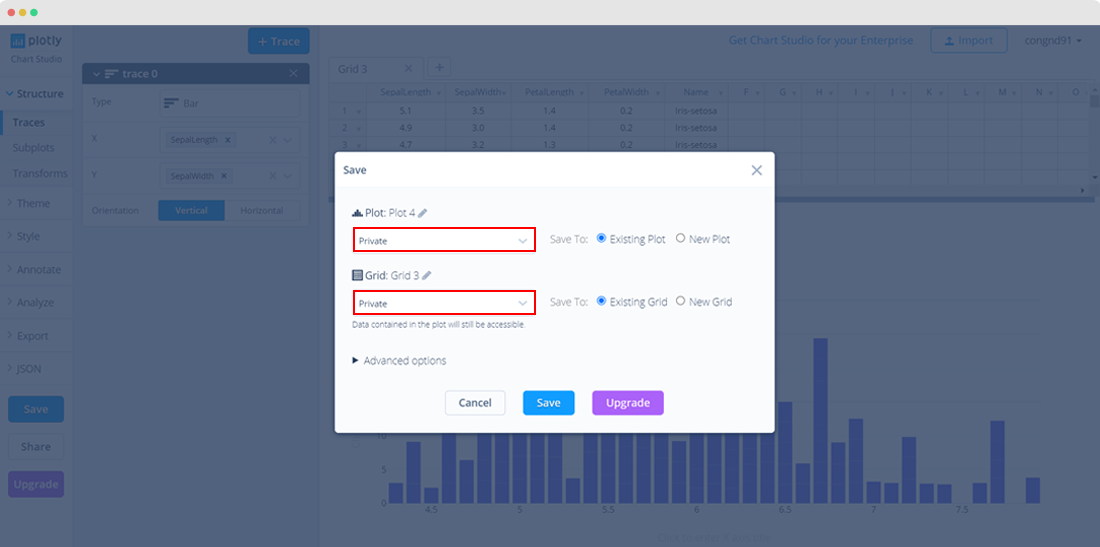 plotly
Chart Studio
+ Trace
Get Chart Studio for your Enterprise
Import
congnd91
Structure
Traces
Subplots
Transforms
Theme
Style
Annotate
Analyze
Export
JSON
Save
Share
Upgrade
trace 0
Type Bar
X SepalLength x
Y SepalWidth x
Orientation Vertical Horizontal
Grid 3
SepalLength SepalWidth PetalLength PetalWidth Name F G H I J K L M N O
1 5.1 3.5 1.4 0.2 Iris-setosa
2 4.9 3.0 1.4 0.2 Iris-setosa
3 4.7 3.2 1.3 0.2 Iris-setosa
Save
Plot: Plot 4
Private Save To: Existing Plot New Plot
Grid: Grid 3
Private Save To: Existing Grid New Grid
Data contained in the plot will still be accessible.
Advanced options
Cancel Save Upgrade
10
5
0
4.5 5 5.5 6 6.5 7 7.5